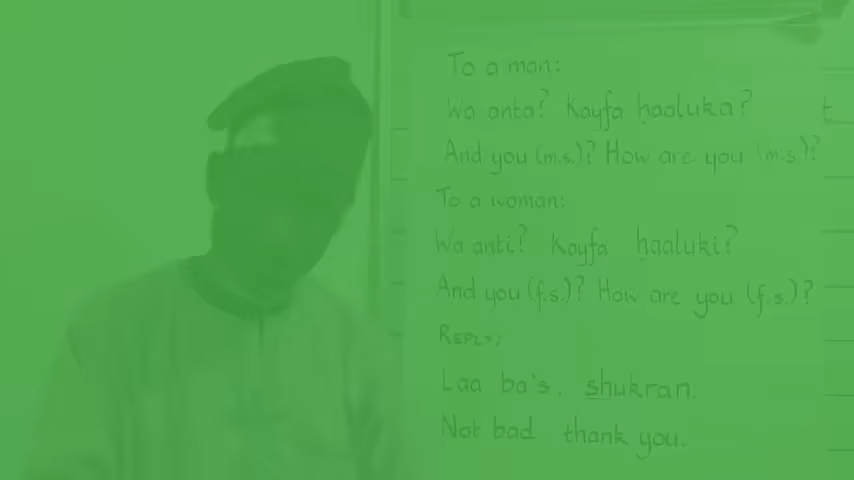 To a man:
Wa anta? Kayfa haaluka?
And you (m.s.)? How are you (m.s.)?
To a woman:
Wa anti? Kayfa haaluki?
And you (f.s.)? How are you (f.s.)?
REPLY:
Laa ba's, shukran.
Not bad thank you.